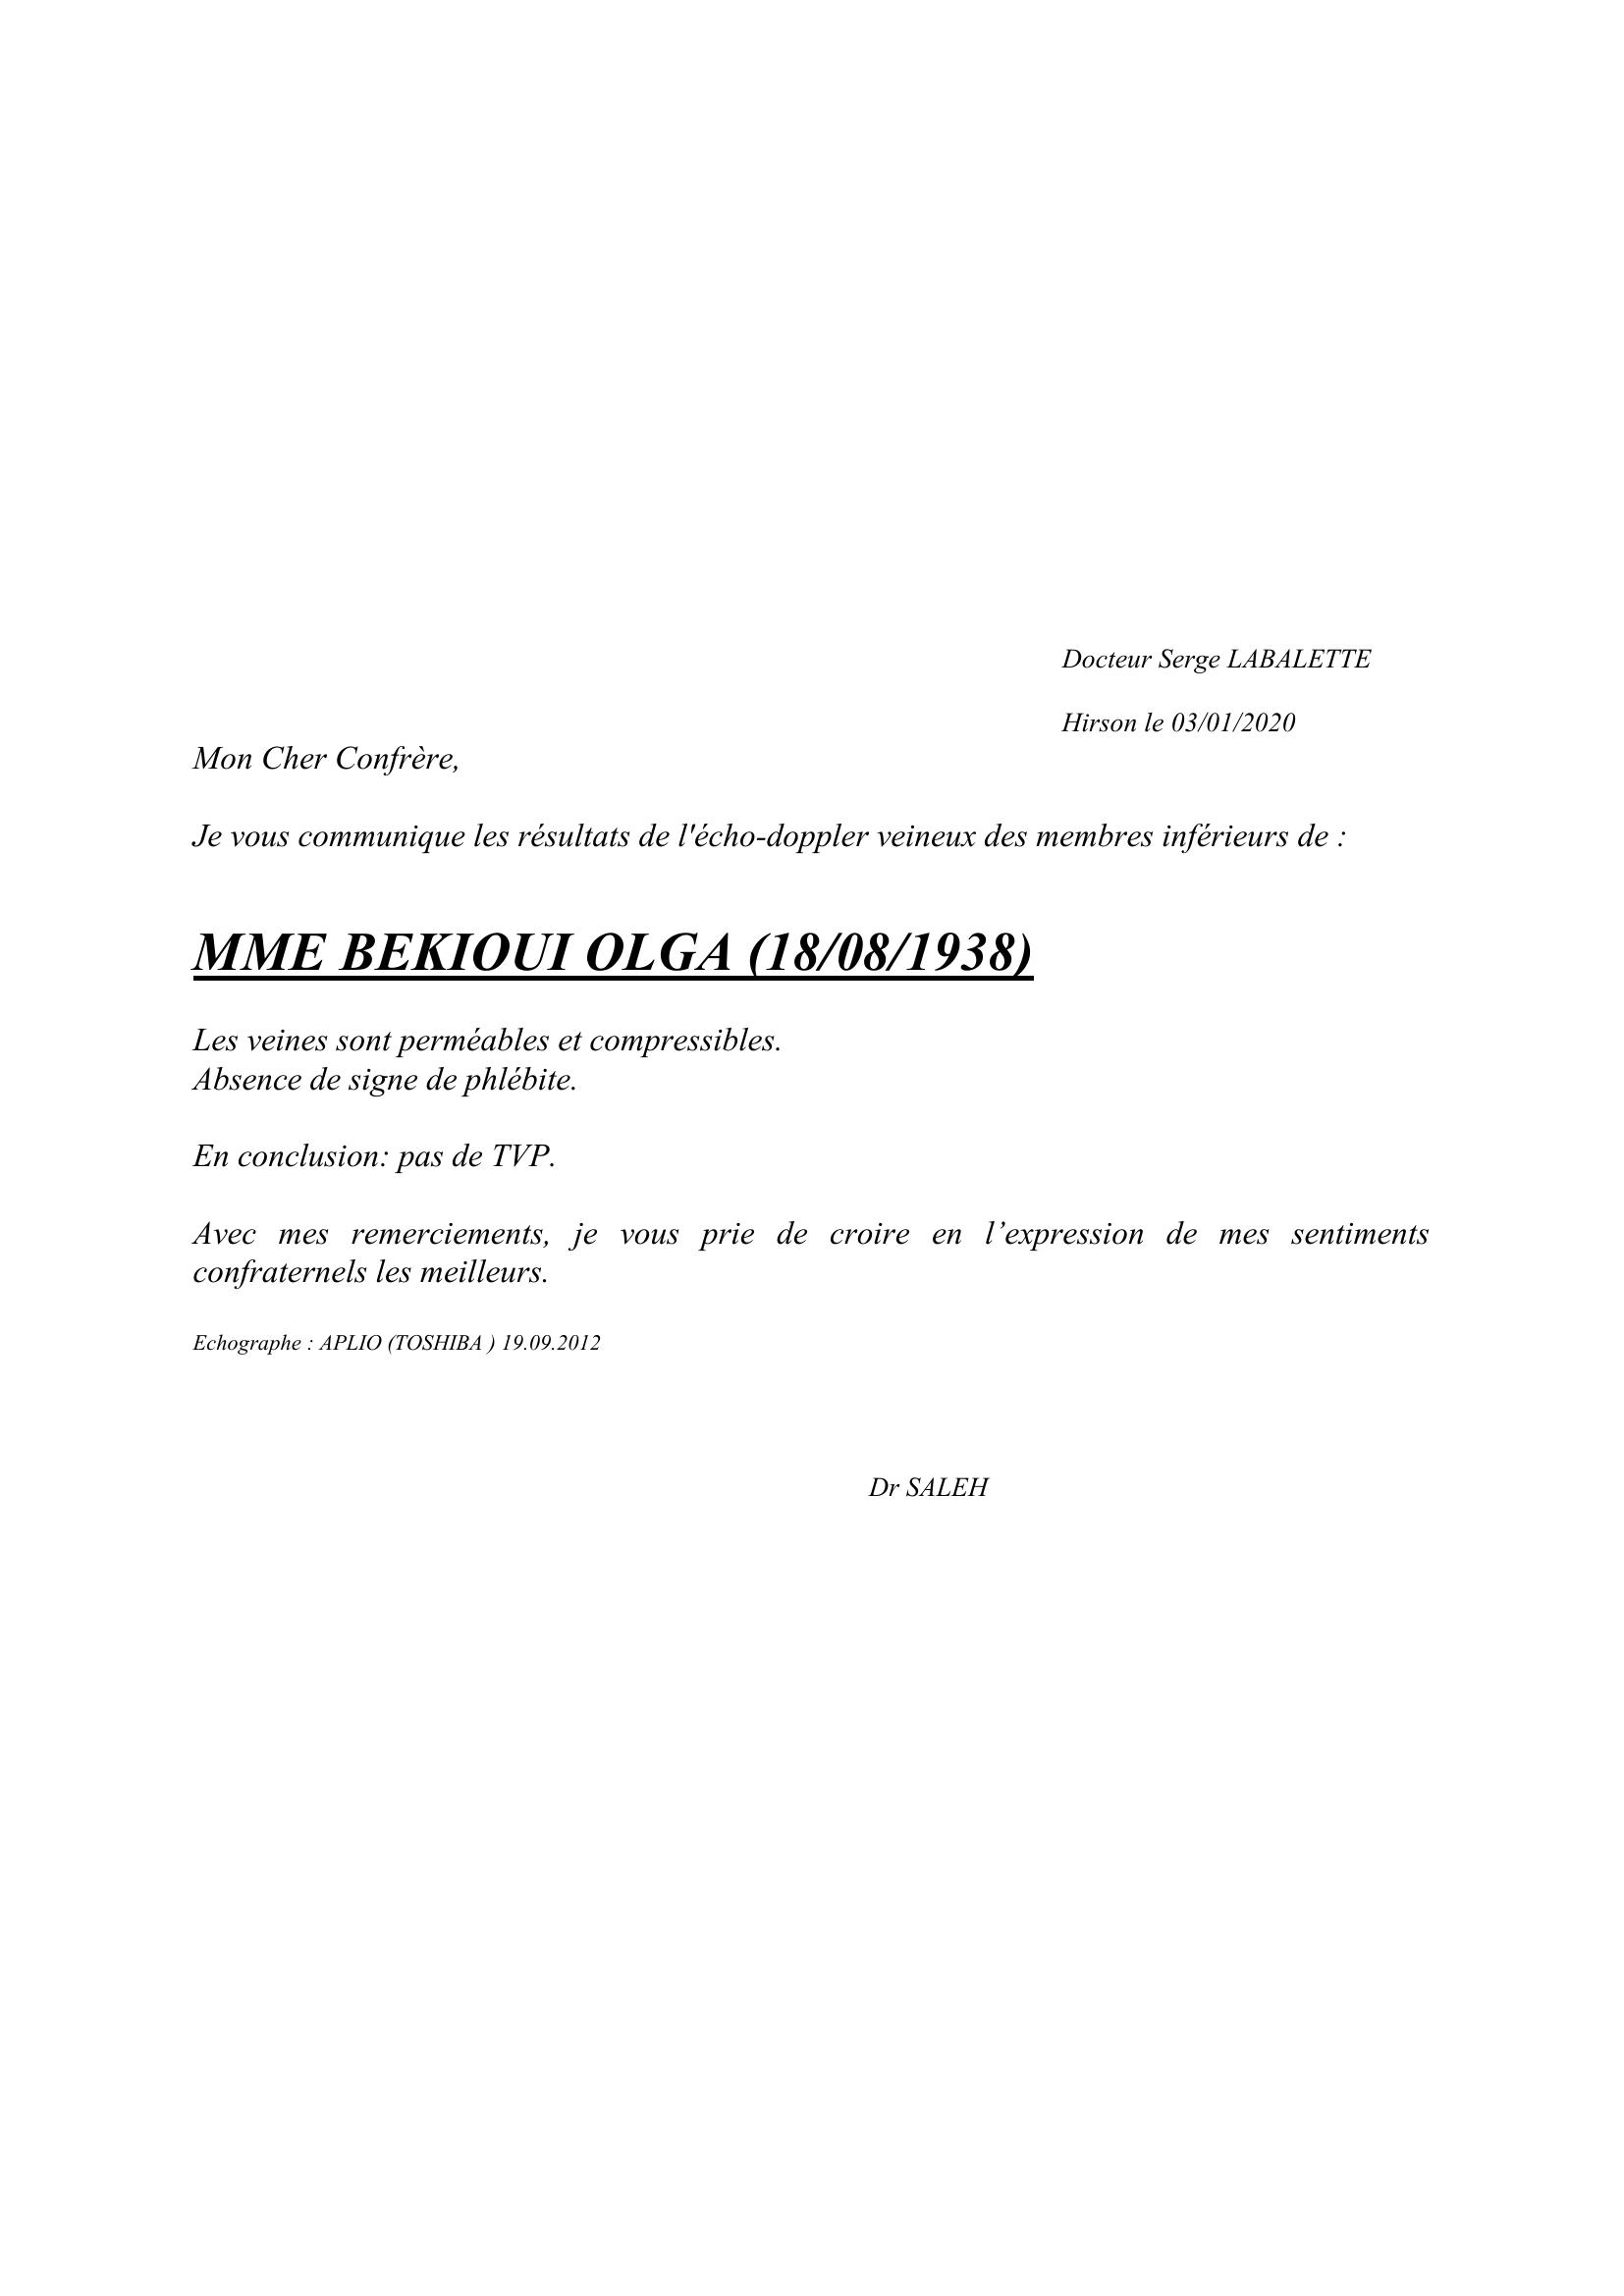 Docteur Serge LABALETTE
Hirson le 03/01/2020
Mon Cher Confrère,
Je vous communique les résultats de l'écho-doppler veineux des membres inférieurs de :
MME BEKIOUI OLGA (18/08/1938)
Les veines sont perméables et compressibles.
Absence de signe de phlébite.
En conclusion: pas de TVP.
Avec mes remerciements, je vous prie de croire en l’expression de mes sentiments
confraternels les meilleurs.
Echographe : APLIO (TOSHIBA ) 19.09.2012
Dr SALEH